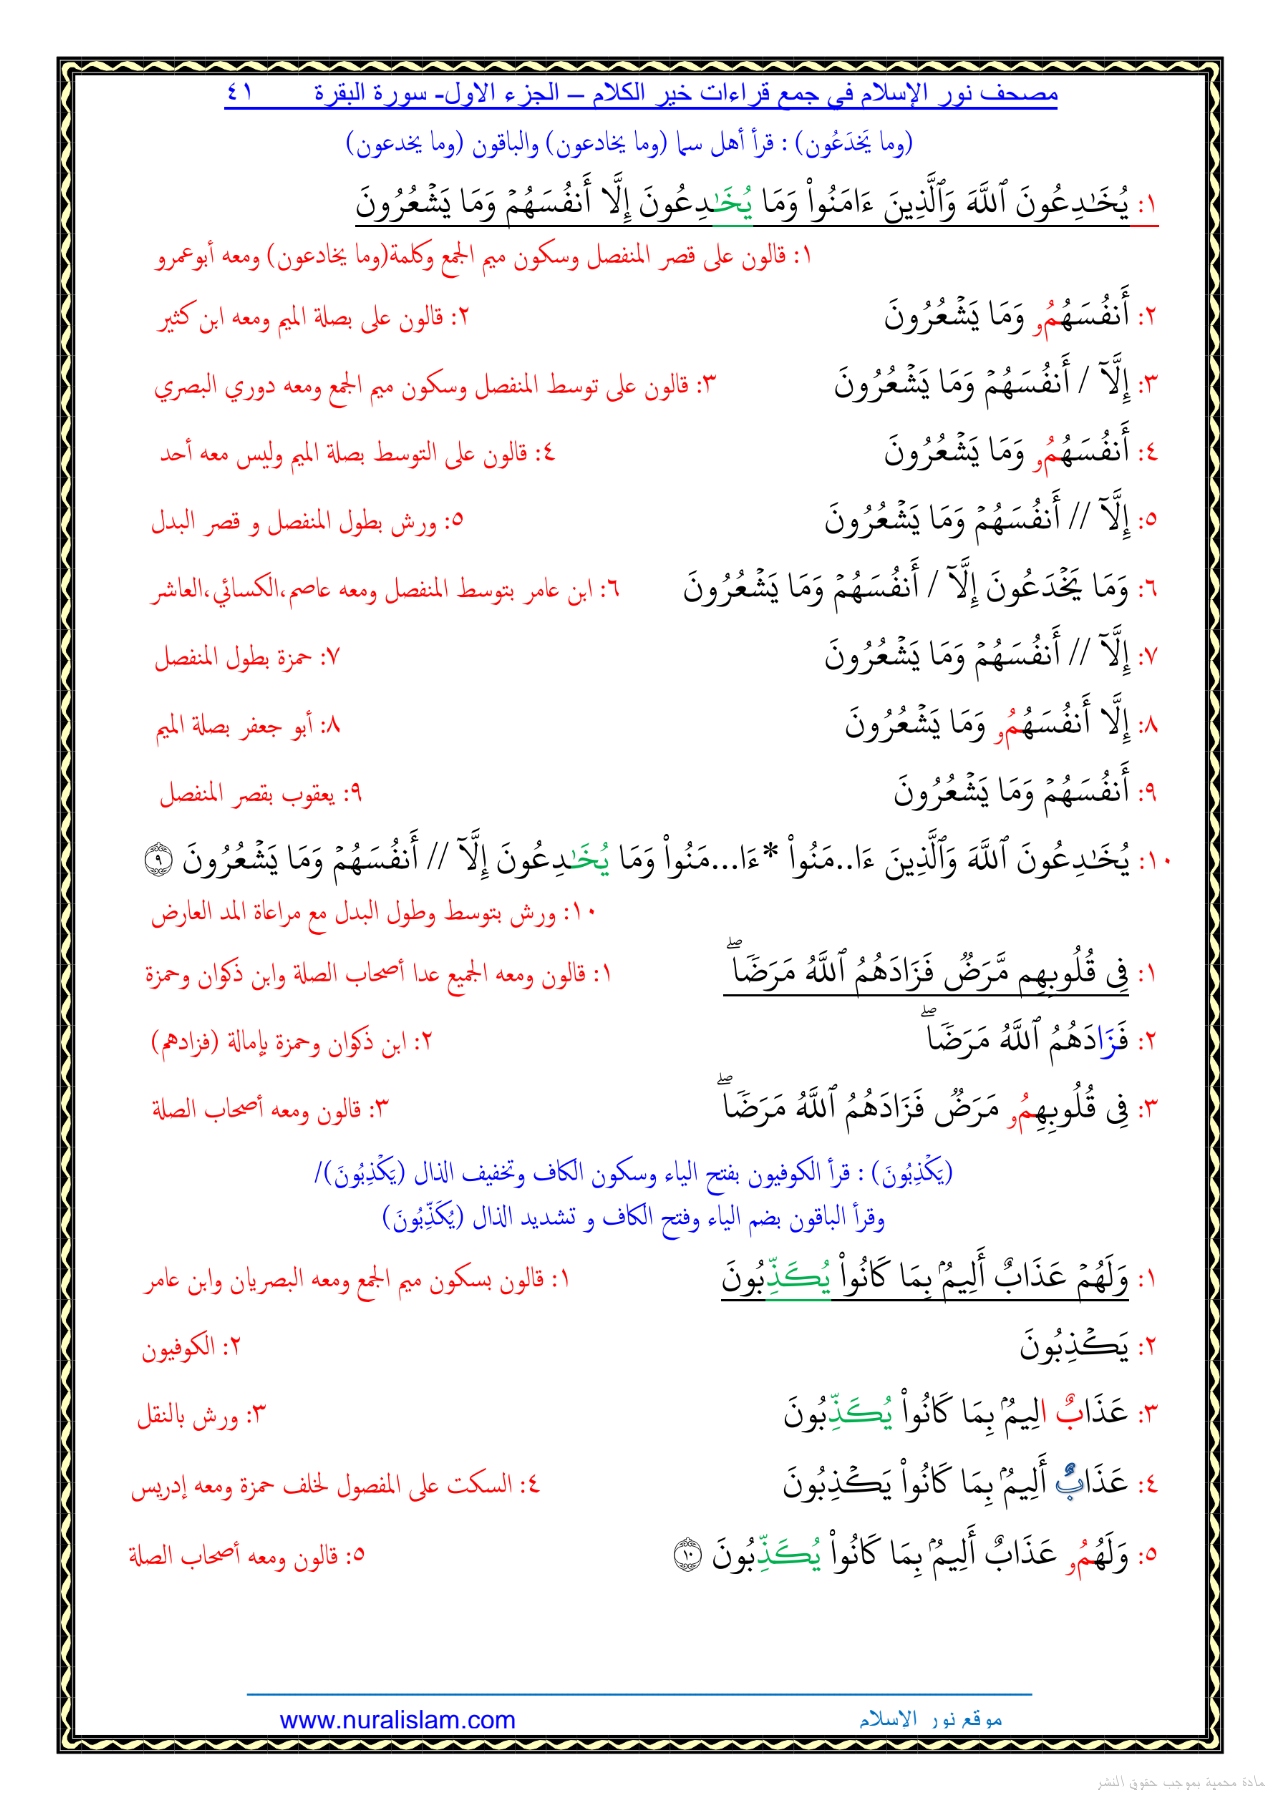 مصحف نور الإسلام في جمع قراءات خير الكلام – الجزء الاول- سورة البقرة ٤١
(وما يَخدَعُون) : قرأ أهل سما (وما يخادعون) والباقون (وما يخدعون)
١: يُخَـٰدِعُونَ ٱللَّهَ وَٱلَّذِينَ ءَامَنُوا۟ وَمَا يُخَـٰدِعُونَ إِلَّا أَنفُسَهُمۡ وَمَا يَشۡعُرُونَ
١: قالون على قصر المنفصل وسكون ميم الجمع وكلمة(وما يخادعون) ومعه أبوعمرو
٢: أَنفُسَهُمُۥ وَمَا يَشۡعُرُونَ ٢: قالون على بصلة الميم ومعه ابن كثير
٣: إِلَّآ / أَنفُسَهُمۡ وَمَا يَشۡعُرُونَ ٣: قالون على توسط المنفصل وسكون ميم الجمع ومعه دوري البصري
٤: أَنفُسَهُمُۥ وَمَا يَشۡعُرُونَ ٤: قالون على التوسط بصلة الميم وليس معه أحد
٥: إِلَّآ // أَنفُسَهُمۡ وَمَا يَشۡعُرُونَ ٥: ورش بطول المنفصل و قصر البدل
٦: وَمَا يَخۡدَعُونَ إِلَّآ / أَنفُسَهُمۡ وَمَا يَشۡعُرُونَ ٦: ابن عامر بتوسط المنفصل ومعه عاصم،الكسائي،العاشر
٧: إِلَّآ // أَنفُسَهُمۡ وَمَا يَشۡعُرُونَ ٧: حمزة بطول المنفصل
٨: إِلَّا أَنفُسَهُمُۥ وَمَا يَشۡعُرُونَ ٨: أبو جعفر بصلة الميم
٩: أَنفُسَهُمۡ وَمَا يَشۡعُرُونَ ٩: يعقوب بقصر المنفصل
١٠: يُخَـٰدِعُونَ ٱللَّهَ وَٱلَّذِينَ ءَا..مَنُوا۟ *ءَا...مَنُوا۟ وَمَا يُخَـٰدِعُونَ إِلَّآ // أَنفُسَهُمۡ وَمَا يَشۡعُرُونَ ٩
١٠: ورش بتوسط وطول البدل مع مراعاة المد العارض
١: فِى قُلُوبِهِم مَّرَضٌ فَزَادَهُمُ ٱللَّهُ مَرَضًاۖ ١: قالون ومعه الجميع عدا أصحاب الصلة وابن ذكوان وحمزة
٢: فَزَادَهُمُ ٱللَّهُ مَرَضًاۖ ٢: ابن ذكوان وحمزة بإمالة (فزادهم)
٣: فِى قُلُوبِهِمُۥ مَرَضٌ فَزَادَهُمُ ٱللَّهُ مَرَضًاۖ ٣: قالون ومعه أصحاب الصلة
(يَكۡذِبُونَ) : قرأ الكوفيون بفتح الياء وسكون الكاف وتخفيف الذال (يَكۡذِبُونَ)/
وقرأ الباقون بضم الياء وفتح الكاف و تشديد الذال (يُكَذِّبُونَ)
١: وَلَهُمۡ عَذَابٌ أَلِيمُۢ بِمَا كَانُوا۟ يُكَذِّبُونَ ١: قالون بسكون ميم الجمع ومعه البصريان وابن عامر
٢: يَكۡذِبُونَ ٢: الكوفيون
٣: عَذَابٌ الِيمُۢ بِمَا كَانُوا۟ يُكَذِّبُونَ ٣: ورش بالنقل
٤: عَذَابٌ أَلِيمُۢ بِمَا كَانُوا۟ يَكۡذِبُونَ ٤: السكت على المفصول لخلف حمزة ومعه إدريس
٥: وَلَهُمُۥ عَذَابٌ أَلِيمُۢ بِمَا كَانُوا۟ يُكَذِّبُونَ ١٠ ٥: قالون ومعه أصحاب الصلة
موقع نور الاسلام www.nuralislam.com
مادة محمية بموجب حقوق النشر